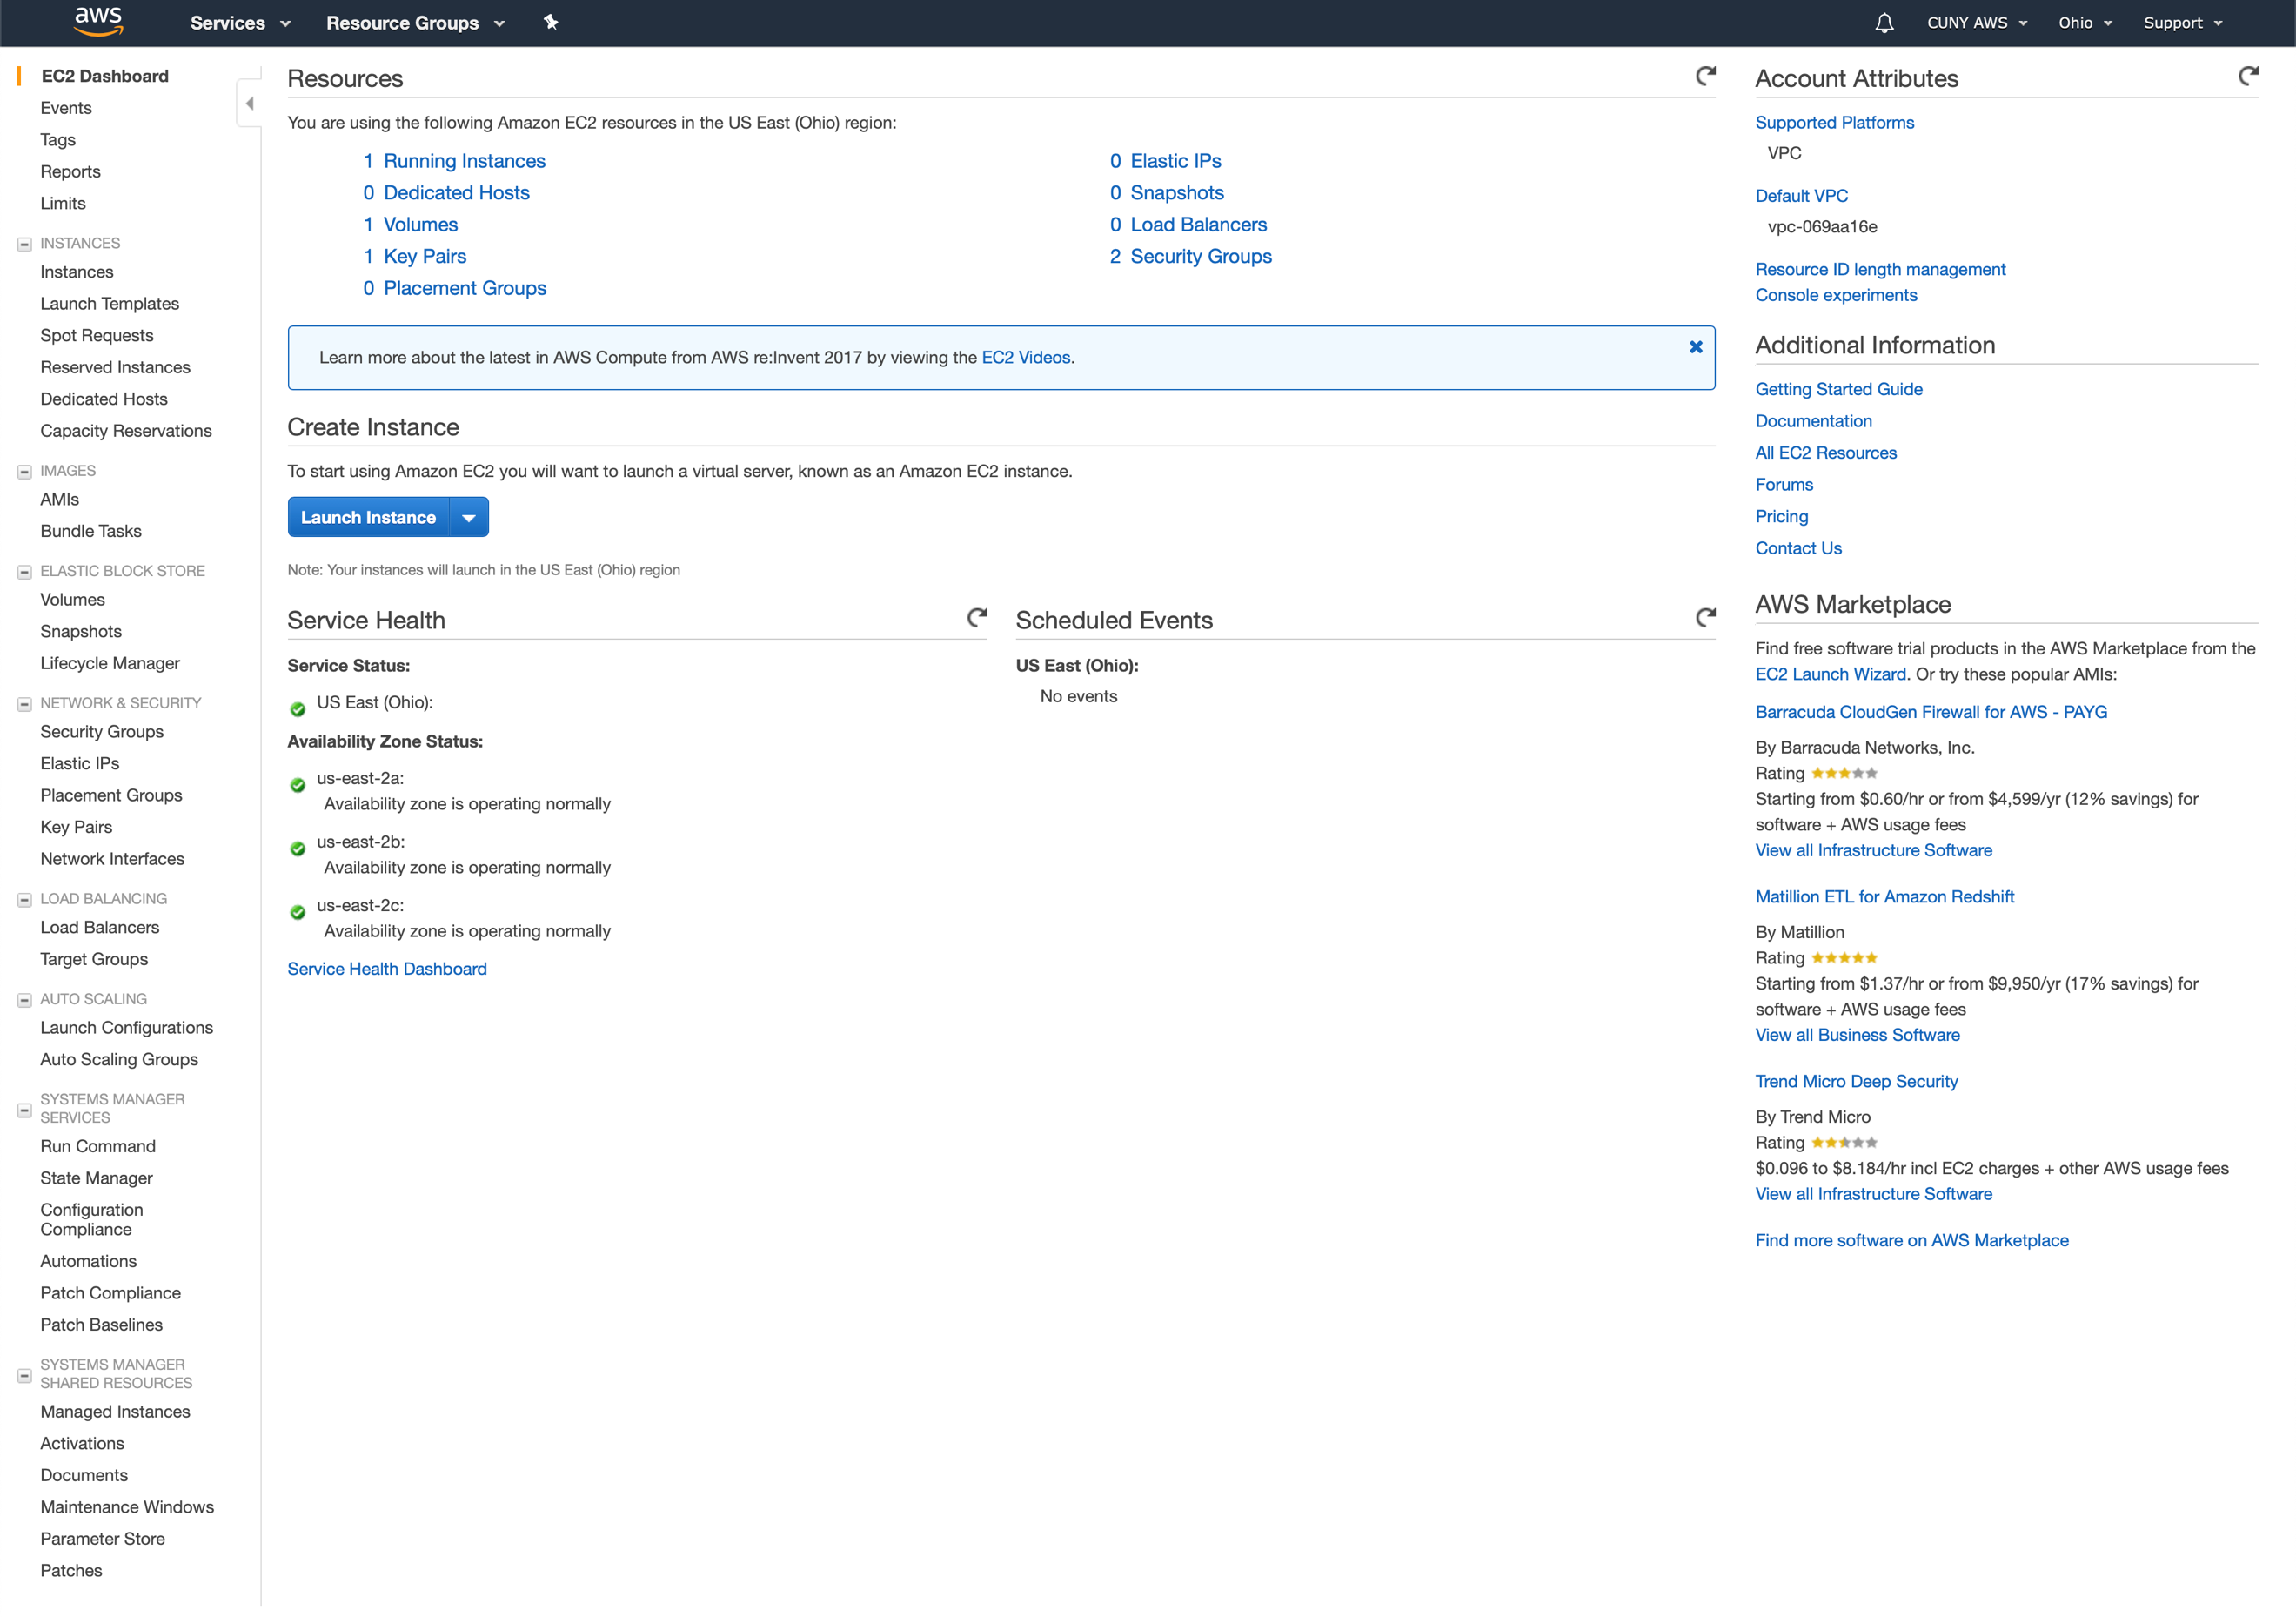 aws
Services
Resource Groups
CUNY AWS
Ohio
Support
EC2 Dashboard
Events
Tags
Reports
Limits
INSTANCES
Instances
Launch Templates
Spot Requests
Reserved Instances
Dedicated Hosts
Capacity Reservations
IMAGES
AMIs
Bundle Tasks
ELASTIC BLOCK STORE
Volumes
Snapshots
Lifecycle Manager
NETWORK & SECURITY
Security Groups
Elastic IPs
Placement Groups
Key Pairs
Network Interfaces
LOAD BALANCING
Load Balancers
Target Groups
AUTO SCALING
Launch Configurations
Auto Scaling Groups
SYSTEMS MANAGER
SERVICES
Run Command
State Manager
Configuration
Compliance
Automations
Patch Compliance
Patch Baselines
SYSTEMS MANAGER
SHARED RESOURCES
Managed Instances
Activations
Documents
Maintenance Windows
Parameter Store
Patches
Resources
You are using the following Amazon EC2 resources in the US East (Ohio) region:
1 Running Instances
0 Dedicated Hosts
1 Volumes
1 Key Pairs
0 Placement Groups
0 Elastic IPs
0 Snapshots
0 Load Balancers
2 Security Groups
Learn more about the latest in AWS Compute from AWS re:Invent 2017 by viewing the EC2 Videos.
Create Instance
To start using Amazon EC2 you will want to launch a virtual server, known as an Amazon EC2 instance.
Launch Instance
Note: Your instances will launch in the US East (Ohio) region
Service Health
Service Status:
US East (Ohio):
Availability Zone Status:
us-east-2a:
Availability zone is operating normally
us-east-2b:
Availability zone is operating normally
us-east-2c:
Availability zone is operating normally
Service Health Dashboard
Scheduled Events
US East (Ohio):
No events
Account Attributes
Supported Platforms
VPC
Default VPC
vpc-069aa16e
Resource ID length management
Console experiments
Additional Information
Getting Started Guide
Documentation
All EC2 Resources
Forums
Pricing
Contact Us
AWS Marketplace
Find free software trial products in the AWS Marketplace from the
EC2 Launch Wizard. Or try these popular AMIs:
Barracuda CloudGen Firewall for AWS - PAYG
By Barracuda Networks, Inc.
Rating
Starting from $0.60/hr or from $4,599/yr (12% savings) for
software + AWS usage fees
View all Infrastructure Software
Matillion ETL for Amazon Redshift
By Matillion
Rating
Starting from $1.37/hr or from $9,950/yr (17% savings) for
software + AWS usage fees
View all Business Software
Trend Micro Deep Security
By Trend Micro
Rating
$0.096 to $8.184/hr incl EC2 charges + other AWS usage fees
View all Infrastructure Software
Find more software on AWS Marketplace